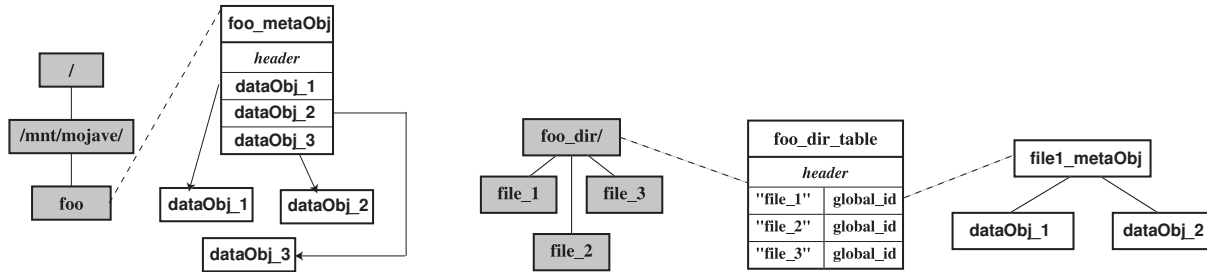 /
/mnt/mojave/
foo
foo_metaObj
header
dataObj_1
dataObj_2
dataObj_3
dataObj_1
dataObj_2
dataObj_3
foo_dir/
file_1
file_3
file_2
foo_dir_table
header
"file_1" global_id
"file_2" global_id
"file_3" global_id
file1_metaObj
dataObj_1
dataObj_2